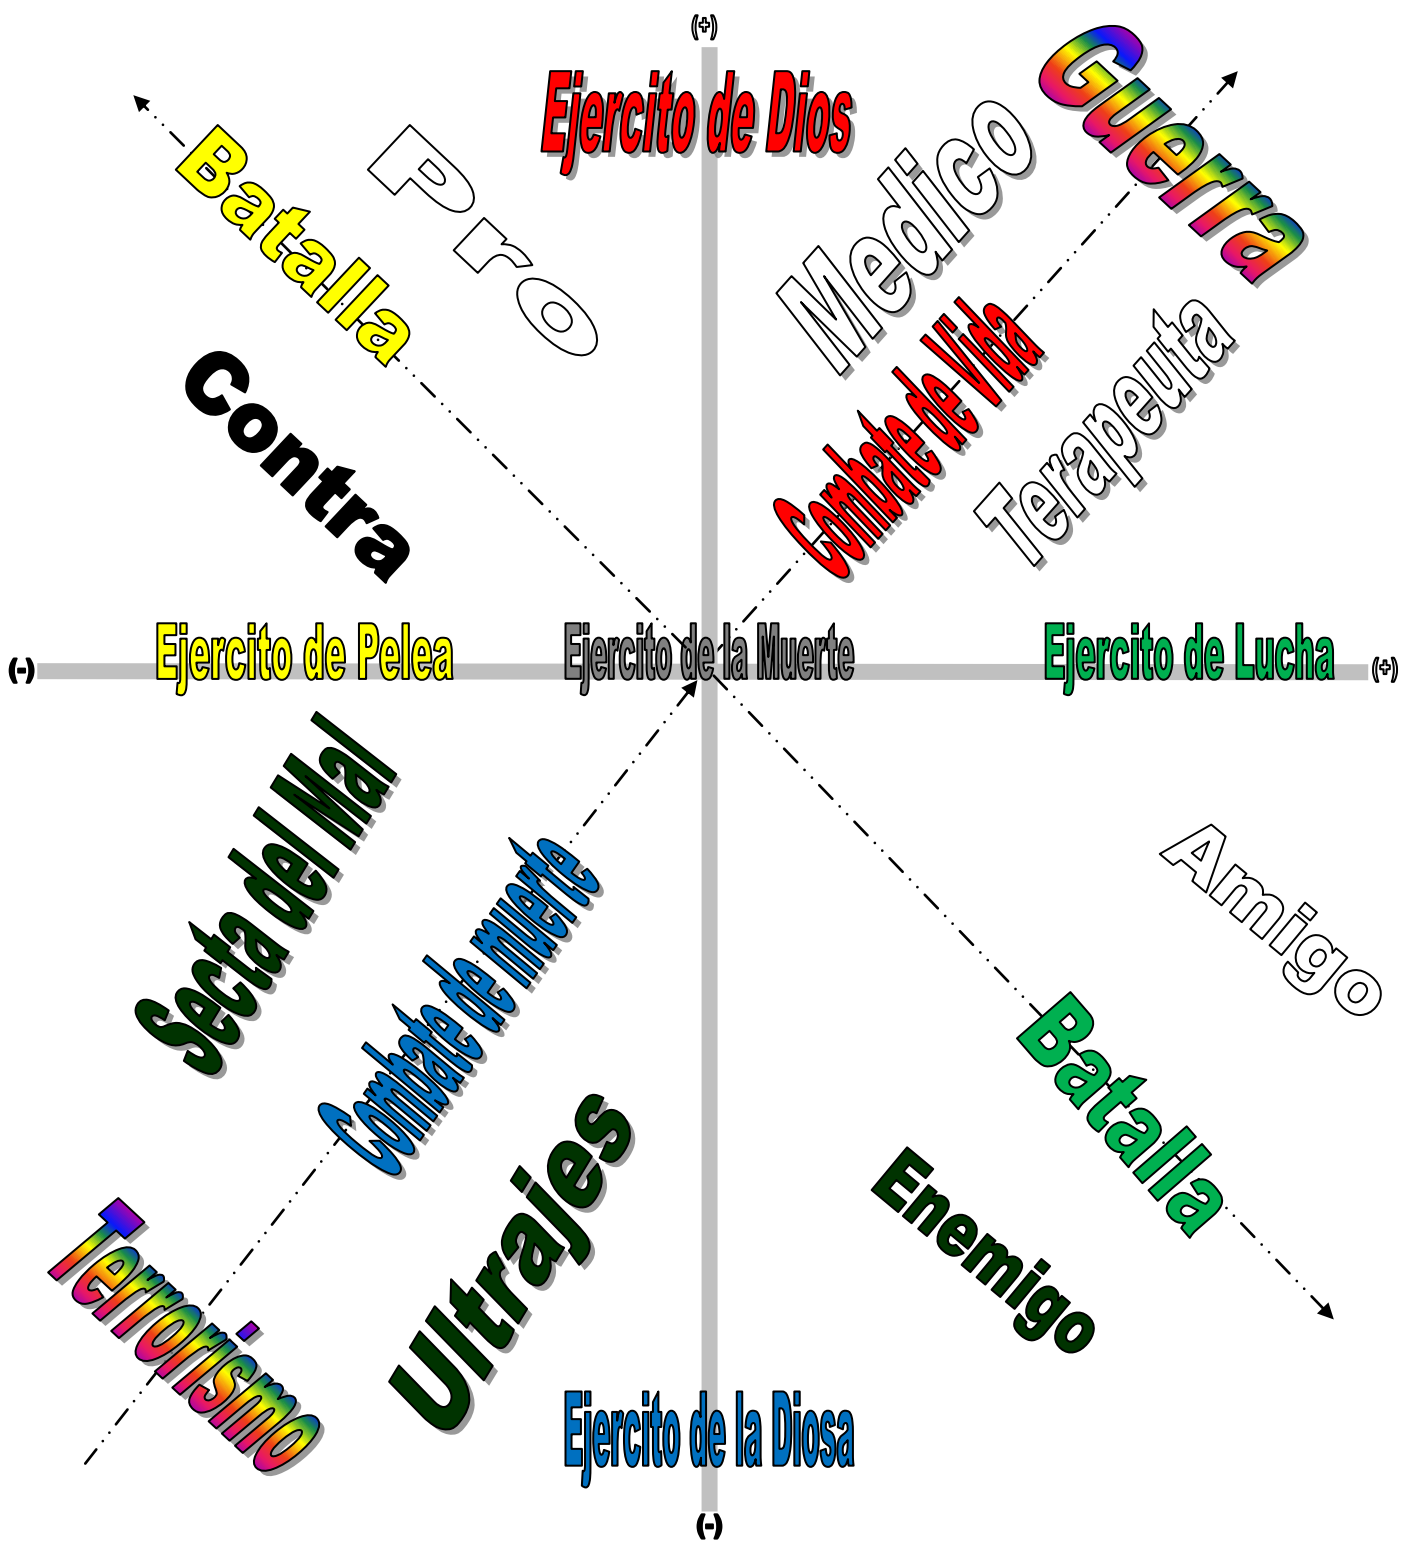 (+)
Ejercito de Dios
Guerra
Batalla
Pro
Medico
Contra
Combate de Vida
Terapeuta
(-)
Ejercito de Pelea
Ejercito de la Muerte
Ejercito de Lucha
(+)
Secta del Mal
Combate de muerte
Amigo
Batalla
Enemigo
Ultrajes
Terrorismo
Ejercito de la Diosa
(-)